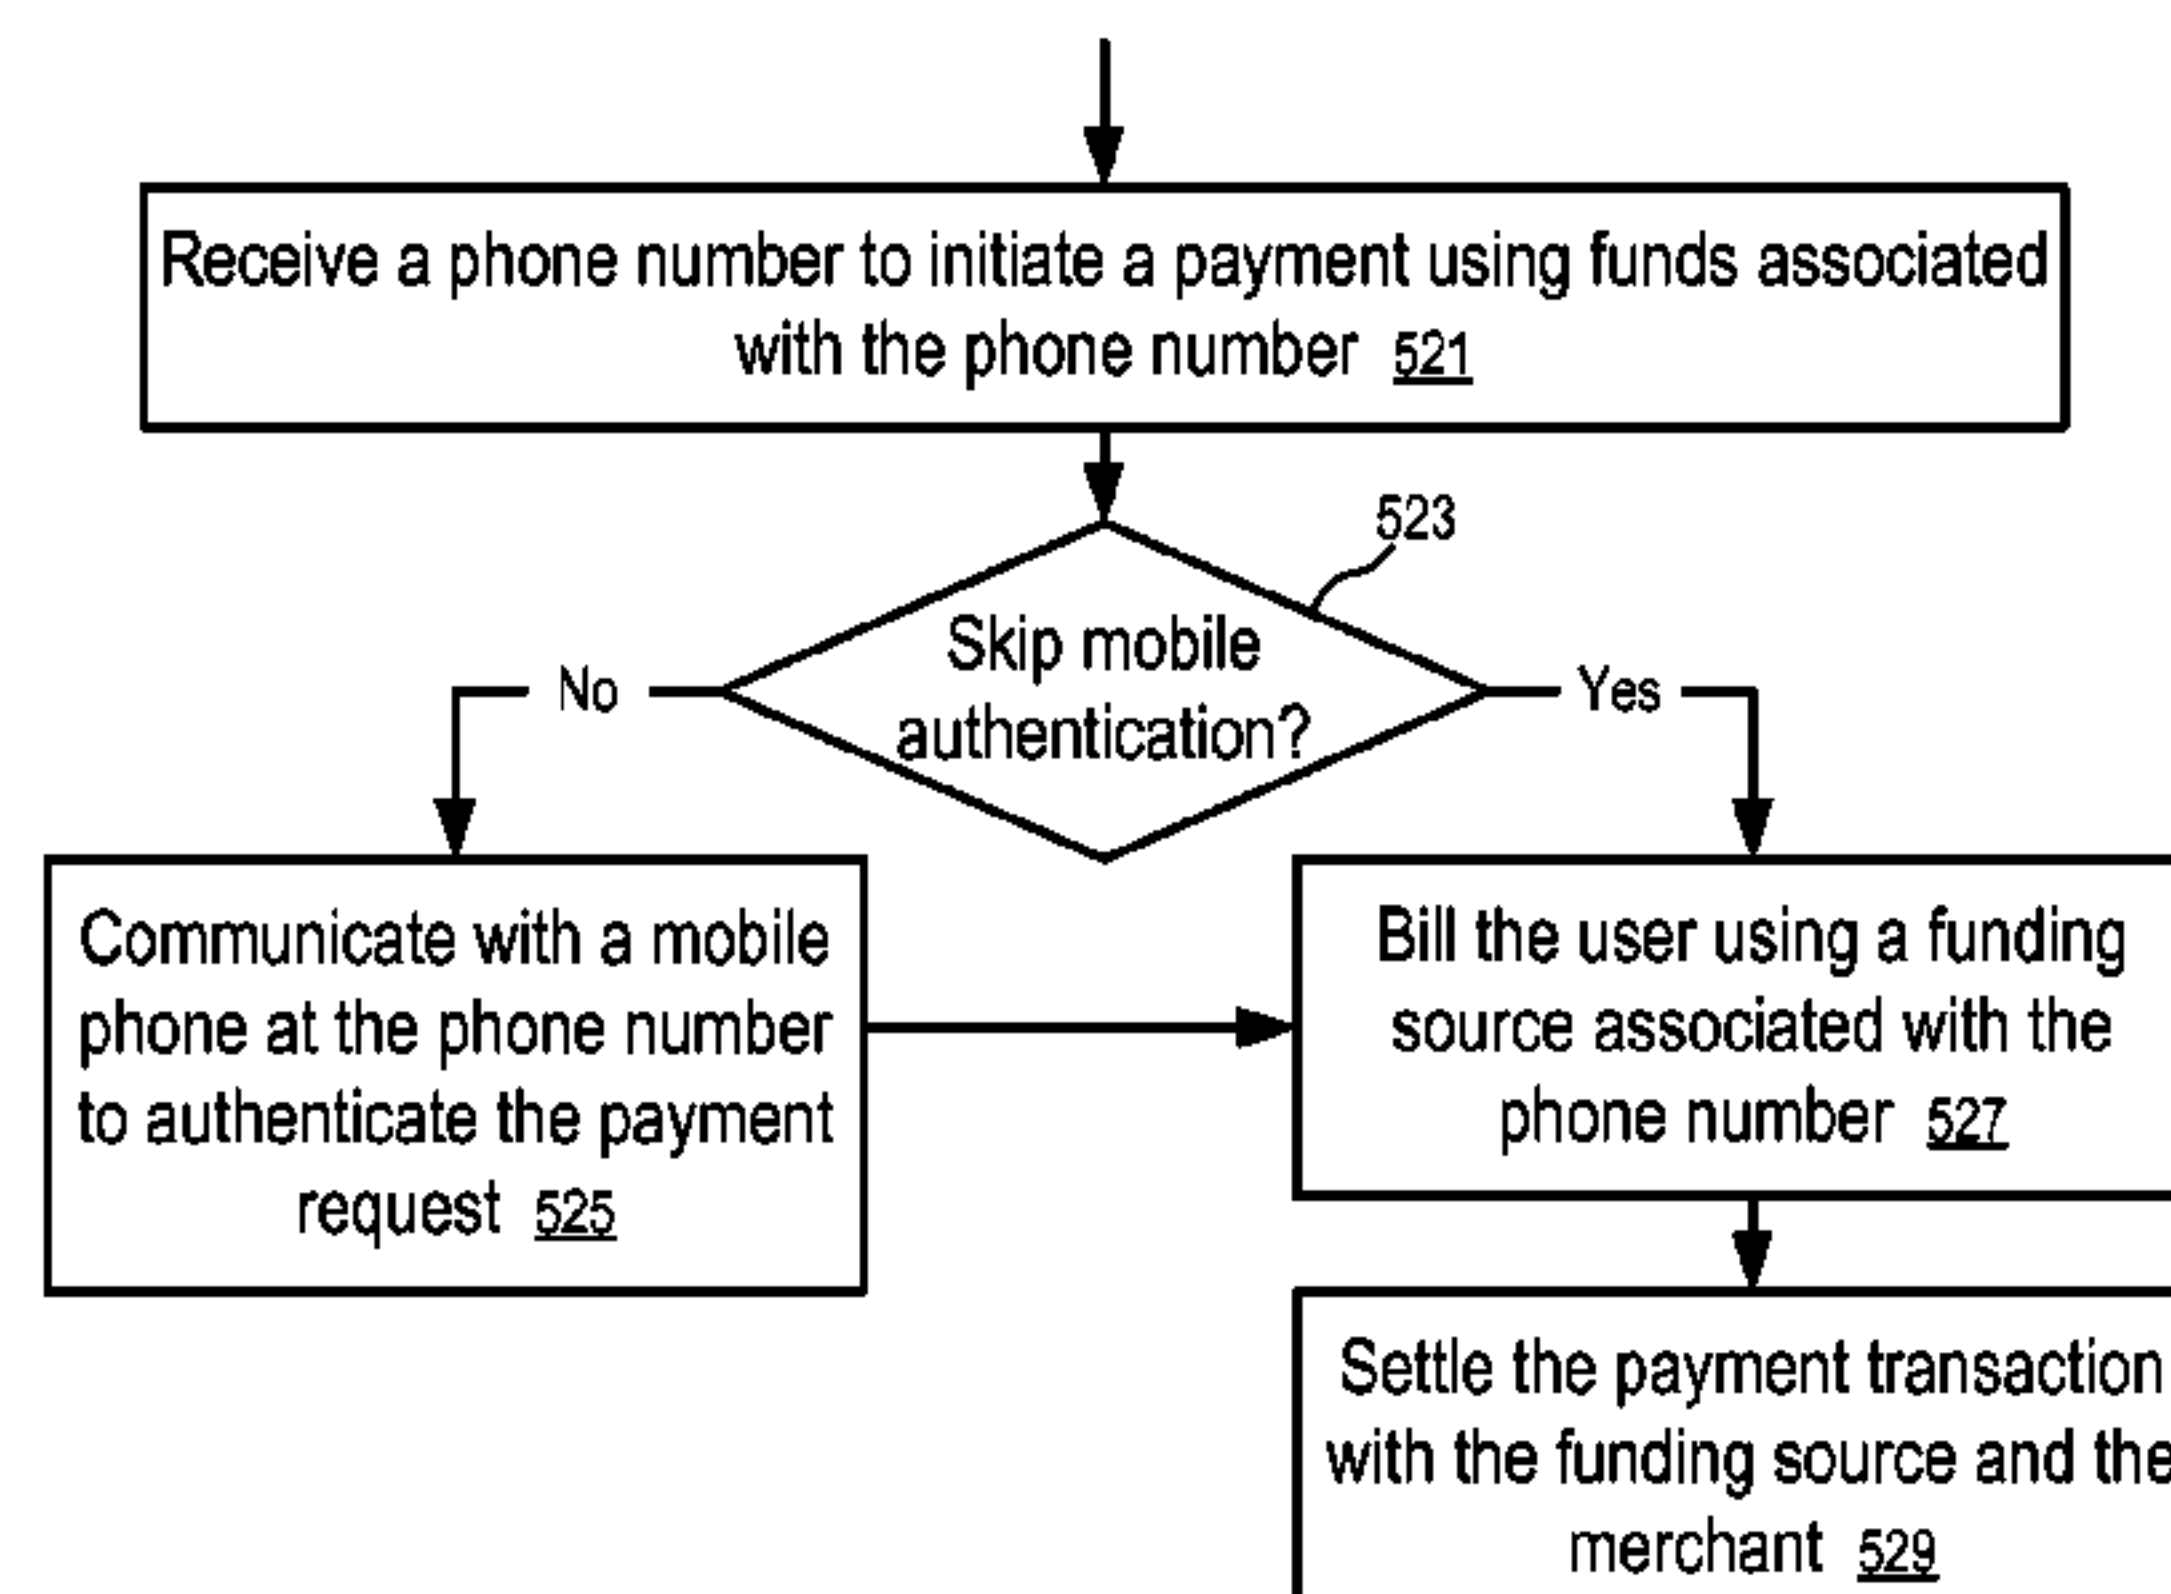 Receive a phone number to initiate a payment using funds associated
with the phone number 521
523
Skip mobile
authentication?
No
Yes
Communicate with a mobile
phone at the phone number
to authenticate the payment
request 525
Bill the user using a funding
source associated with the
phone number 527
Settle the payment transaction
with the funding source and the
merchant 529